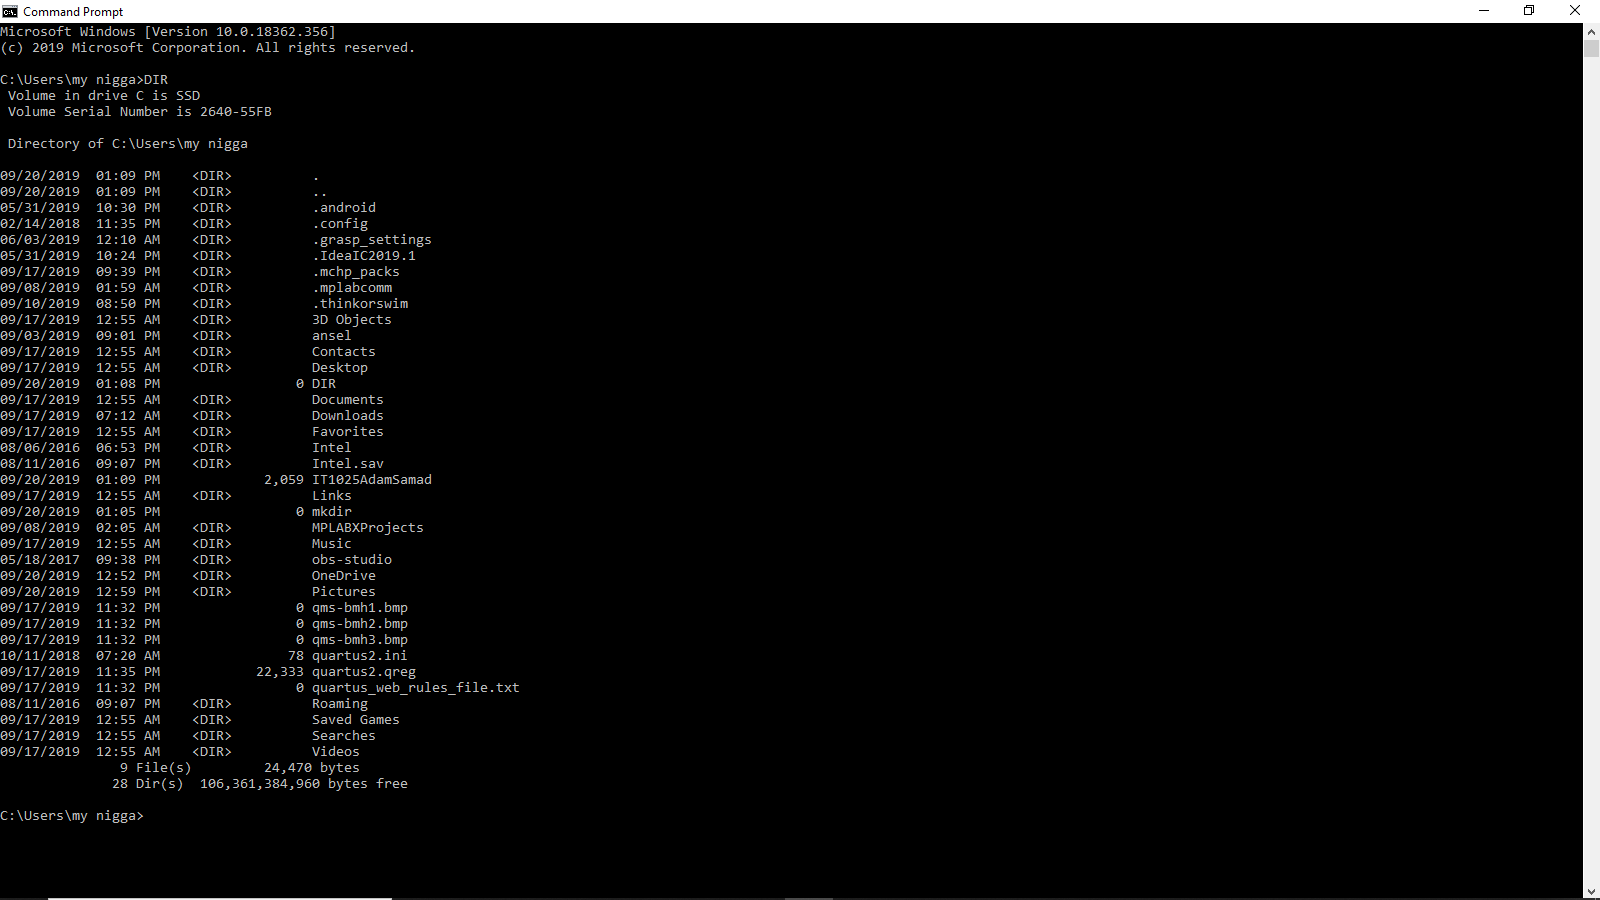 Command Prompt
Microsoft Windows [Version 10.0.18362.356]
(c) 2019 Microsoft Corporation. All rights reserved.
C:\Users\my nigga>DIR
 Volume in drive C is SSD
 Volume Serial Number is 2640-55FB
 Directory of C:\Users\my nigga
09/20/2019  01:09 PM    <DIR>          .
09/20/2019  01:09 PM    <DIR>          ..
05/31/2019  10:30 PM    <DIR>          .android
02/14/2018  11:35 PM    <DIR>          .config
06/03/2019  12:10 AM    <DIR>          .grasp_settings
05/31/2019  10:24 PM    <DIR>          .IdeaIC2019.1
09/17/2019  09:39 PM    <DIR>          .mchp_packs
09/08/2019  01:59 AM    <DIR>          .mplabcomm
09/10/2019  08:50 PM    <DIR>          .thinkorswim
09/17/2019  12:55 AM    <DIR>          3D Objects
09/03/2019  09:01 PM    <DIR>          ansel
09/17/2019  12:55 AM    <DIR>          Contacts
09/17/2019  12:55 AM    <DIR>          Desktop
09/20/2019  01:08 PM                 0 DIR
09/17/2019  12:55 AM    <DIR>          Documents
09/17/2019  07:12 AM    <DIR>          Downloads
09/17/2019  12:55 AM    <DIR>          Favorites
08/06/2016  06:53 PM    <DIR>          Intel
08/11/2016  09:07 PM    <DIR>          Intel.sav
09/20/2019  01:09 PM             2,059 IT1025AdamSamad
09/17/2019  12:55 AM    <DIR>          Links
09/20/2019  01:05 PM                 0 mkdir
09/08/2019  02:05 AM    <DIR>          MPLABXProjects
09/17/2019  12:55 AM    <DIR>          Music
05/18/2017  09:38 PM    <DIR>          obs-studio
09/20/2019  12:52 PM    <DIR>          OneDrive
09/20/2019  12:59 PM    <DIR>          Pictures
09/17/2019  11:32 PM                 0 qms-bmh1.bmp
09/17/2019  11:32 PM                 0 qms-bmh2.bmp
09/17/2019  11:32 PM                 0 qms-bmh3.bmp
10/11/2018  07:20 AM                78 quartus2.ini
09/17/2019  11:35 PM            22,333 quartus2.qreg
09/17/2019  11:32 PM                 0 quartus_web_rules_file.txt
08/11/2016  09:07 PM    <DIR>          Roaming
09/17/2019  12:55 AM    <DIR>          Saved Games
09/17/2019  12:55 AM    <DIR>          Searches
09/17/2019  12:55 AM    <DIR>          Videos
               9 File(s)         24,470 bytes
              28 Dir(s)  106,361,384,960 bytes free
C:\Users\my nigga>